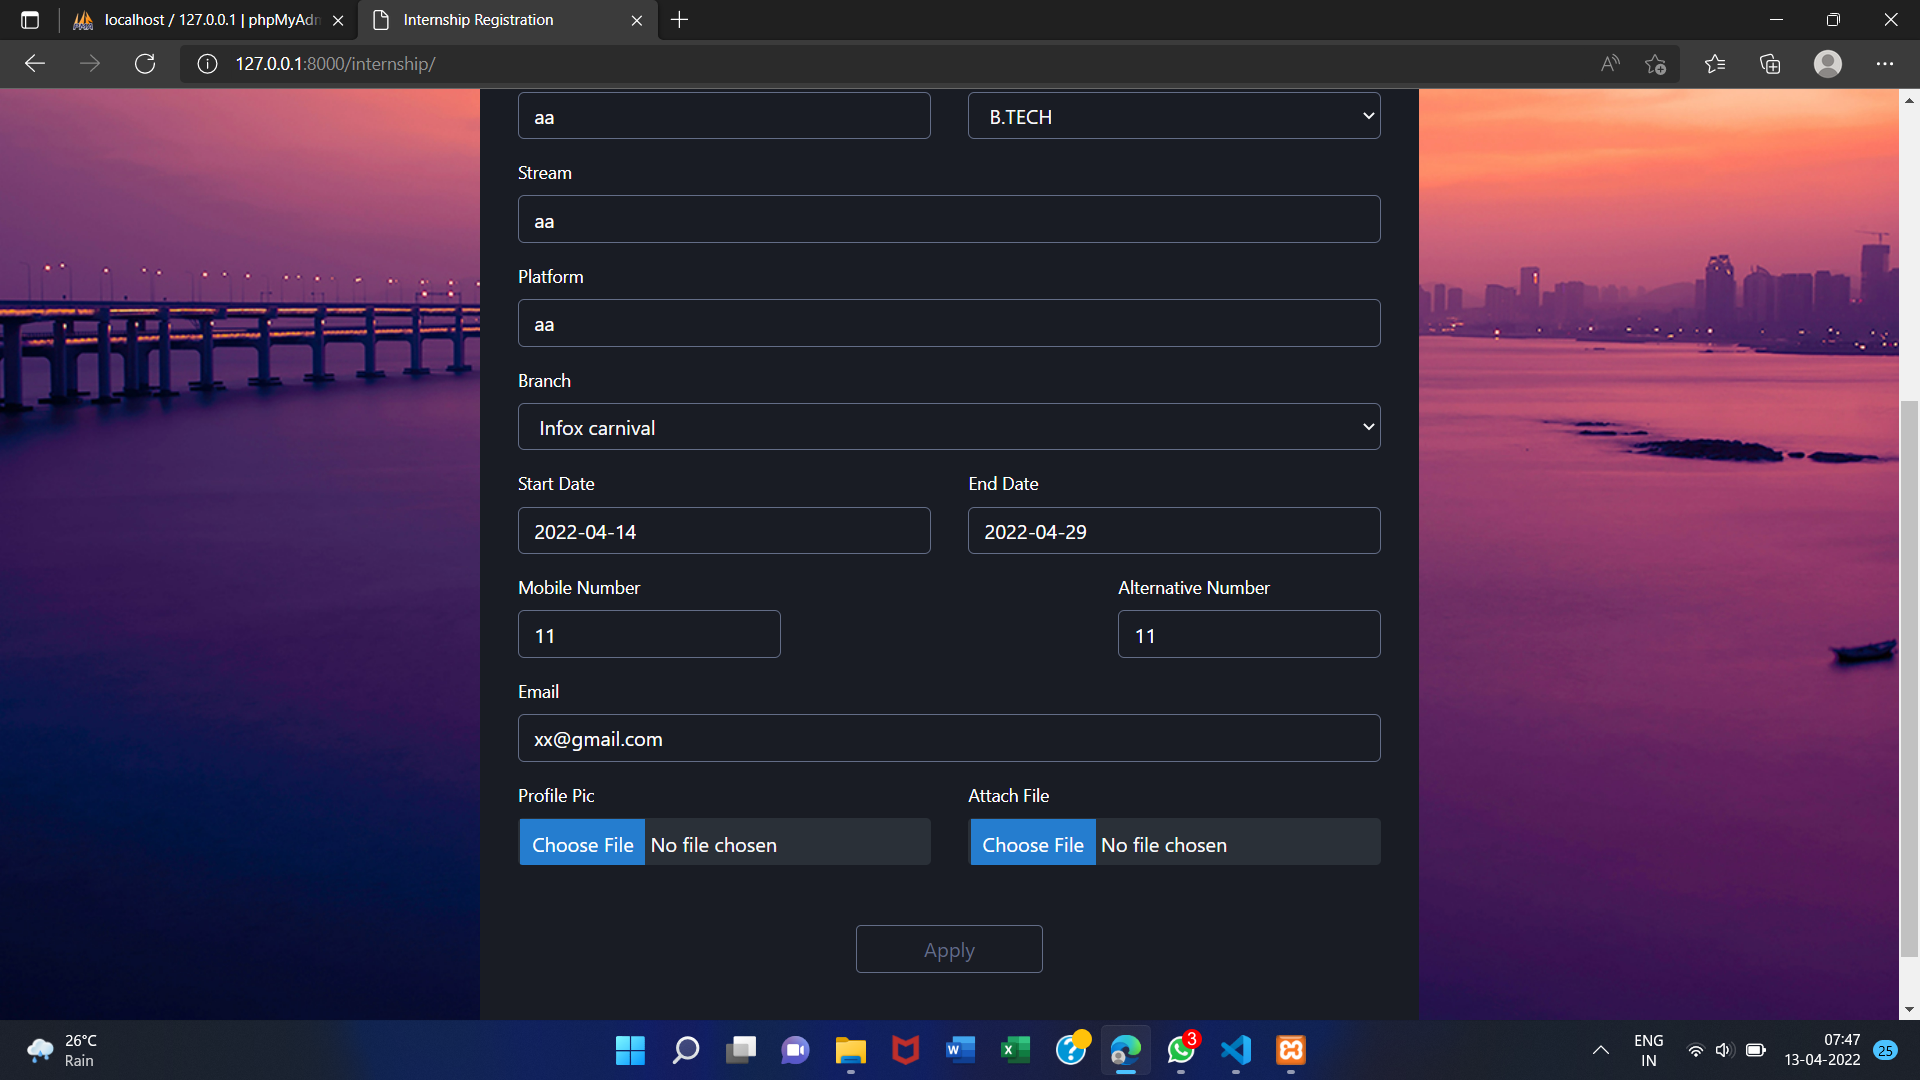 localhost / 127.0.0.1 | phpMyAdm
Internship Registration
127.0.0.1:8000/internship/
aa
B.TECH
Stream
aa
Platform
aa
Branch
Infox carnival
Start Date
End Date
2022-04-14
2022-04-29
Mobile Number
Alternative Number
11
11
Email
xx@gmail.com
Profile Pic
Attach File
Choose File No file chosen
Choose File No file chosen
Apply
26°C
Rain
3
ENG
IN
07:47
13-04-2022
25